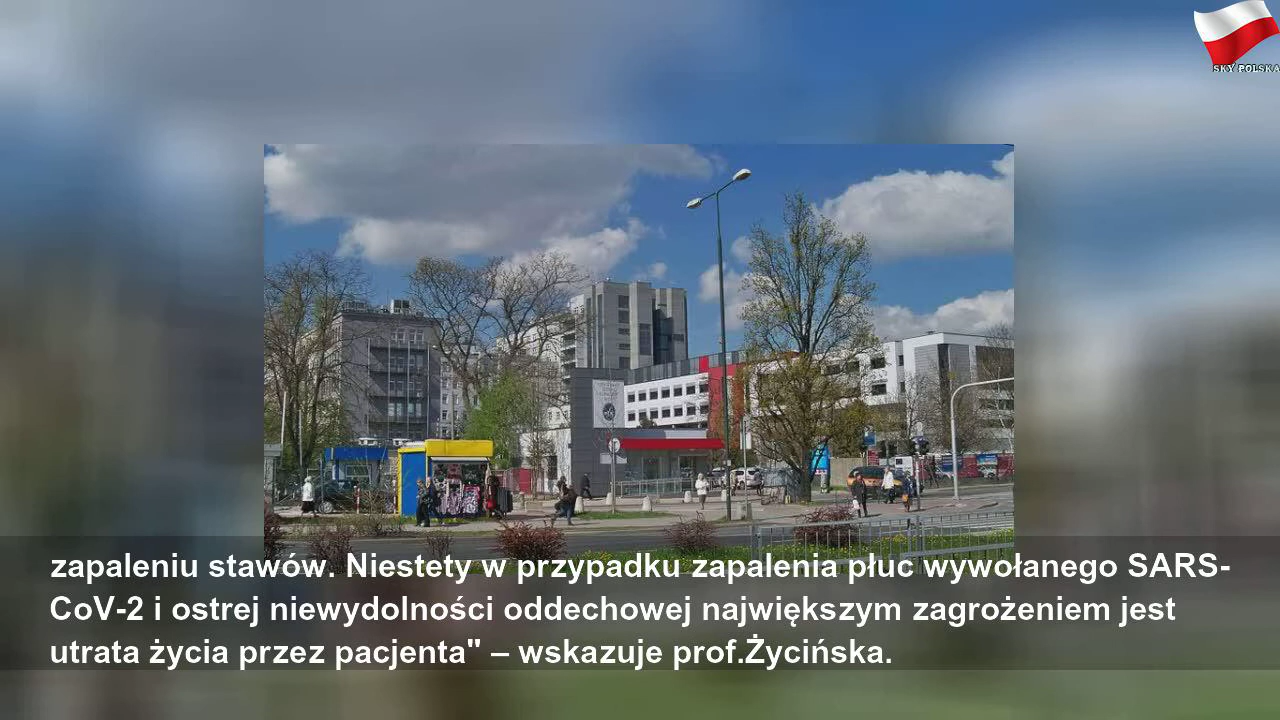 SKY POLSKA
zapaleniu stawów. Niestety w przypadku zapalenia płuc wywołanego SARS-
CoV-2 i ostrej niewydolności oddechowej największym zagrożeniem jest
utrata życia przez pacjenta" – wskazuje prof.Życińska.